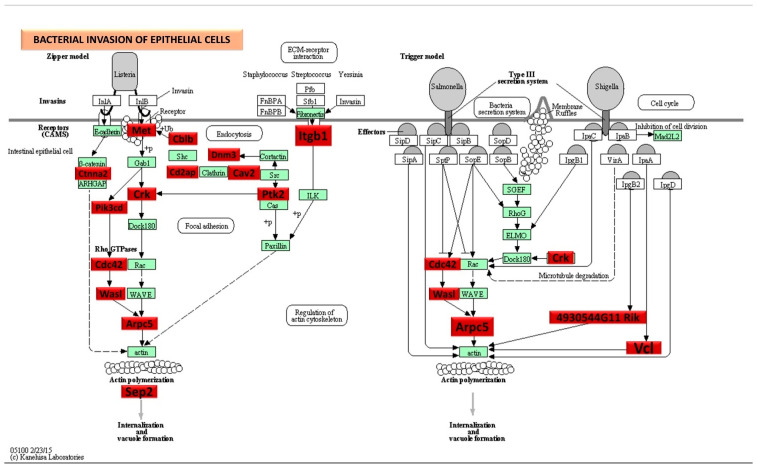 BACTERIAL INVASION OF EPITHELIAL CELLS
Zipper model
Listeria
InlA
InlB
Invasin
Invasins
Receptor
Receptors
(CAMS)
E-cadherin
Met
+Ub
Cblb
Intestinal epithelial cell
β-catenin
Ctnna2
ARHGAP
+p
Gab1
Shc
Cd2ap
Clathrin
Cav2
Endocytosis
Dnm3
Cortactin
Src
Crk
Ptk2
Cas
Pik3cd
Dock180
Focal adhesion
+p
+p
Paxillin
ILK
Rho GTPases
Cdc42
Rac
Wasl
WAVE
Arpc5
actin
Actin polymerization
Sep2
Internalization
and
vacuole formation
ECM-receptor
interaction
Staphylococcus
Streptococcus
Yersinia
Pfb
FnBPA
Sfb1
Invasin
FnBPB
Fibronectin
Itgb1
Regulation of
actin cytoskeleton
Trigger model
Salmonella
Type III
secretion system
Shigella
Bacteria
secretion system
Membrane
Ruffles
Cell cycle
Effectors
SipD
SipC
SipB
SopD
IpaC
IpaB
Inhibition of cell division
Mad2L2
SipA
SptP
SopE
SopB
IpgB1
VirA
IpaA
IpgB2
IpgD
SGEF
RhoG
ELMO
Dock180
Crk
Cdc42
Rac
Microtubule degradation
Wasl
WAVE
Arpc5
4930544G11 Rik
Vcl
actin
Actin polymerization
Internalization
and
vacuole formation
05100 2/23/15
(c) Kanehisa Laboratories